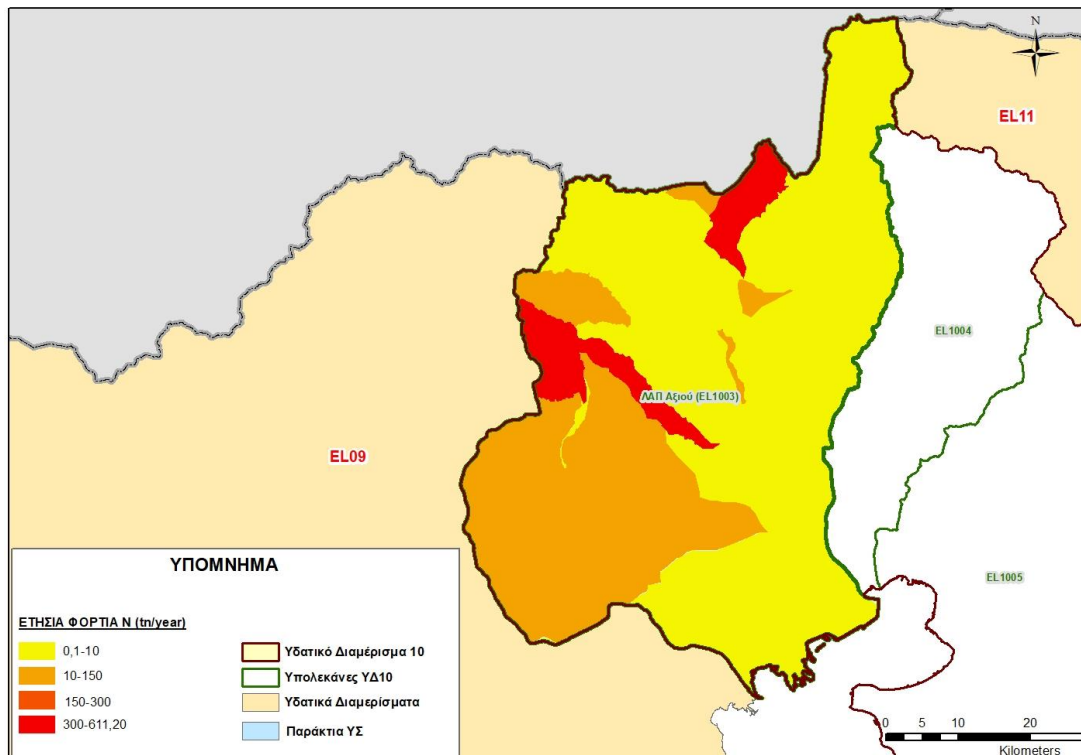 N
EL11
EL1004
ΛΑΠ Αξιού (EL1003)
EL09
EL1005
ΥΠΟΜΝΗΜΑ
ΕΤΗΣΙΑ ΦΟΡΤΙΑ Ν (tn/year)
0,1-10
10-150
150-300
300-611,20
Υδατικό Διαμέρισμα 10
Υπολεκάνες ΥΔ10
Υδατικά Διαμερίσματα
Παράκτια ΥΣ
0 5 10 20
Kilometers